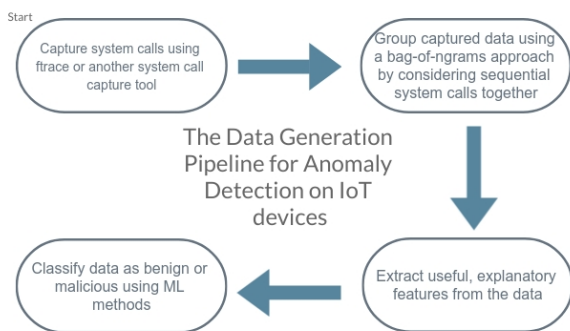 Start
Capture system calls using
ftrace or another system call
capture tool
Group captured data using
a bag-of-ngrams approach
by considering sequential
system calls together
The Data Generation
Pipeline for Anomaly
Detection on IoT
devices
Extract useful, explanatory
features from the data
Classify data as benign or
malicious using ML
methods